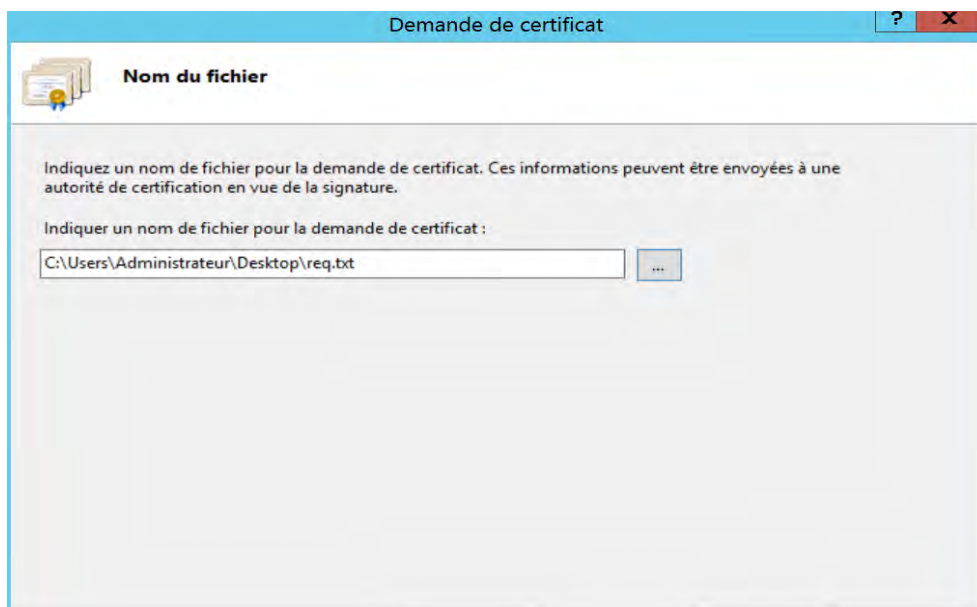 Demande de certificat
? x
Nom du fichier
Indiquez un nom de fichier pour la demande de certificat. Ces informations peuvent être envoyées à une
autorité de certification en vue de la signature.
Indiquer un nom de fichier pour la demande de certificat :
C:\Users\Administrateur\Desktop\req.txt
...